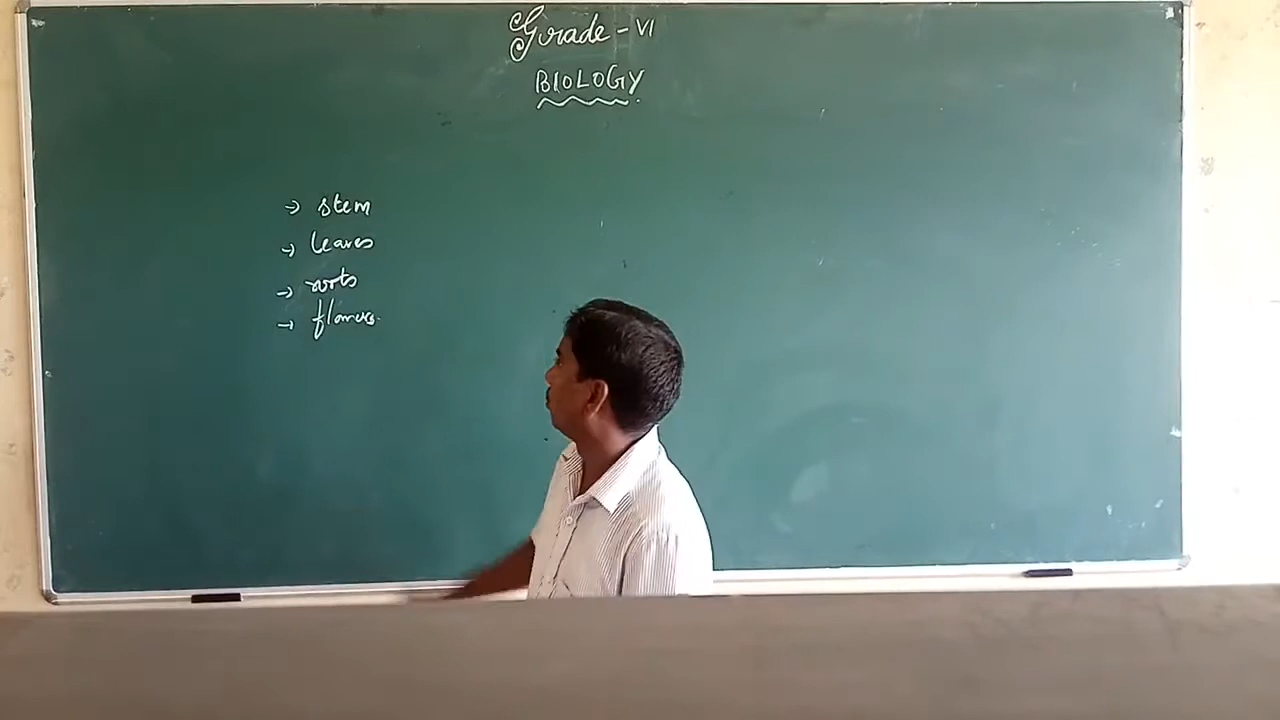 Grade - VI
BIOLOGY
→ stem
→ leaves
→ roots
→ flowers.